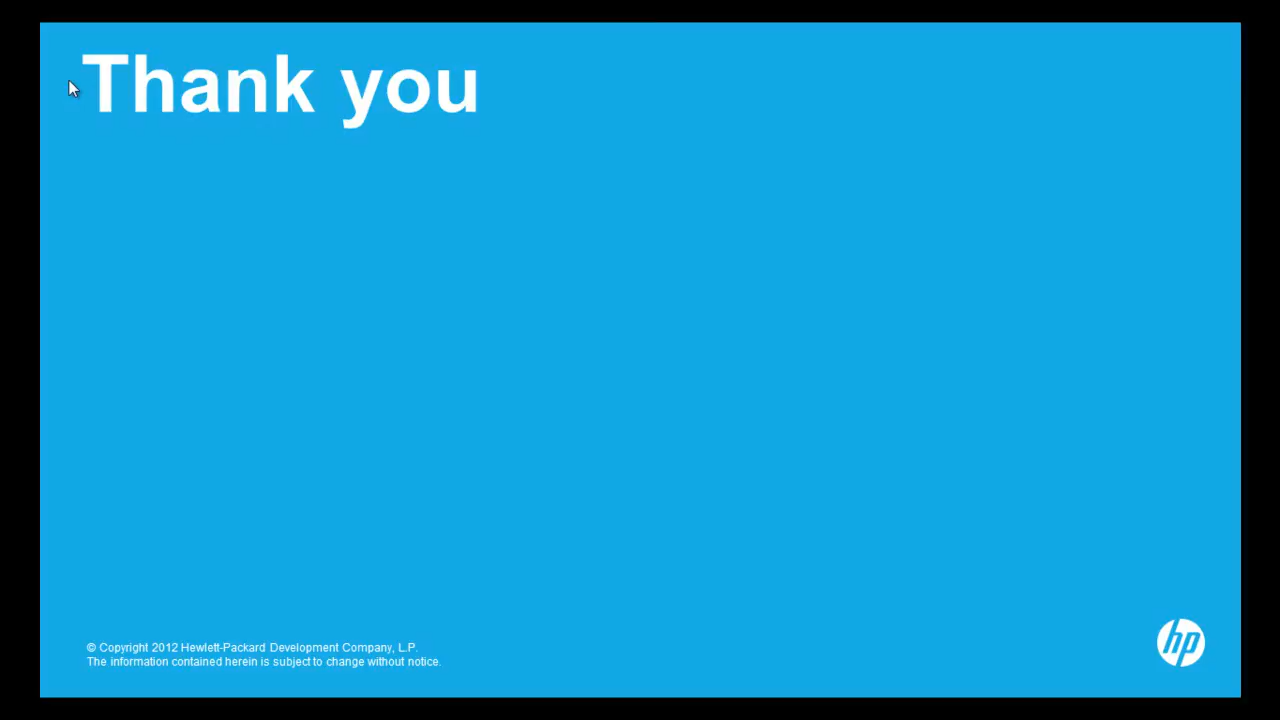 Thank you
© Copyright 2012 Hewlett-Packard Development Company, L.P.
The information contained herein is subject to change without notice.
hp